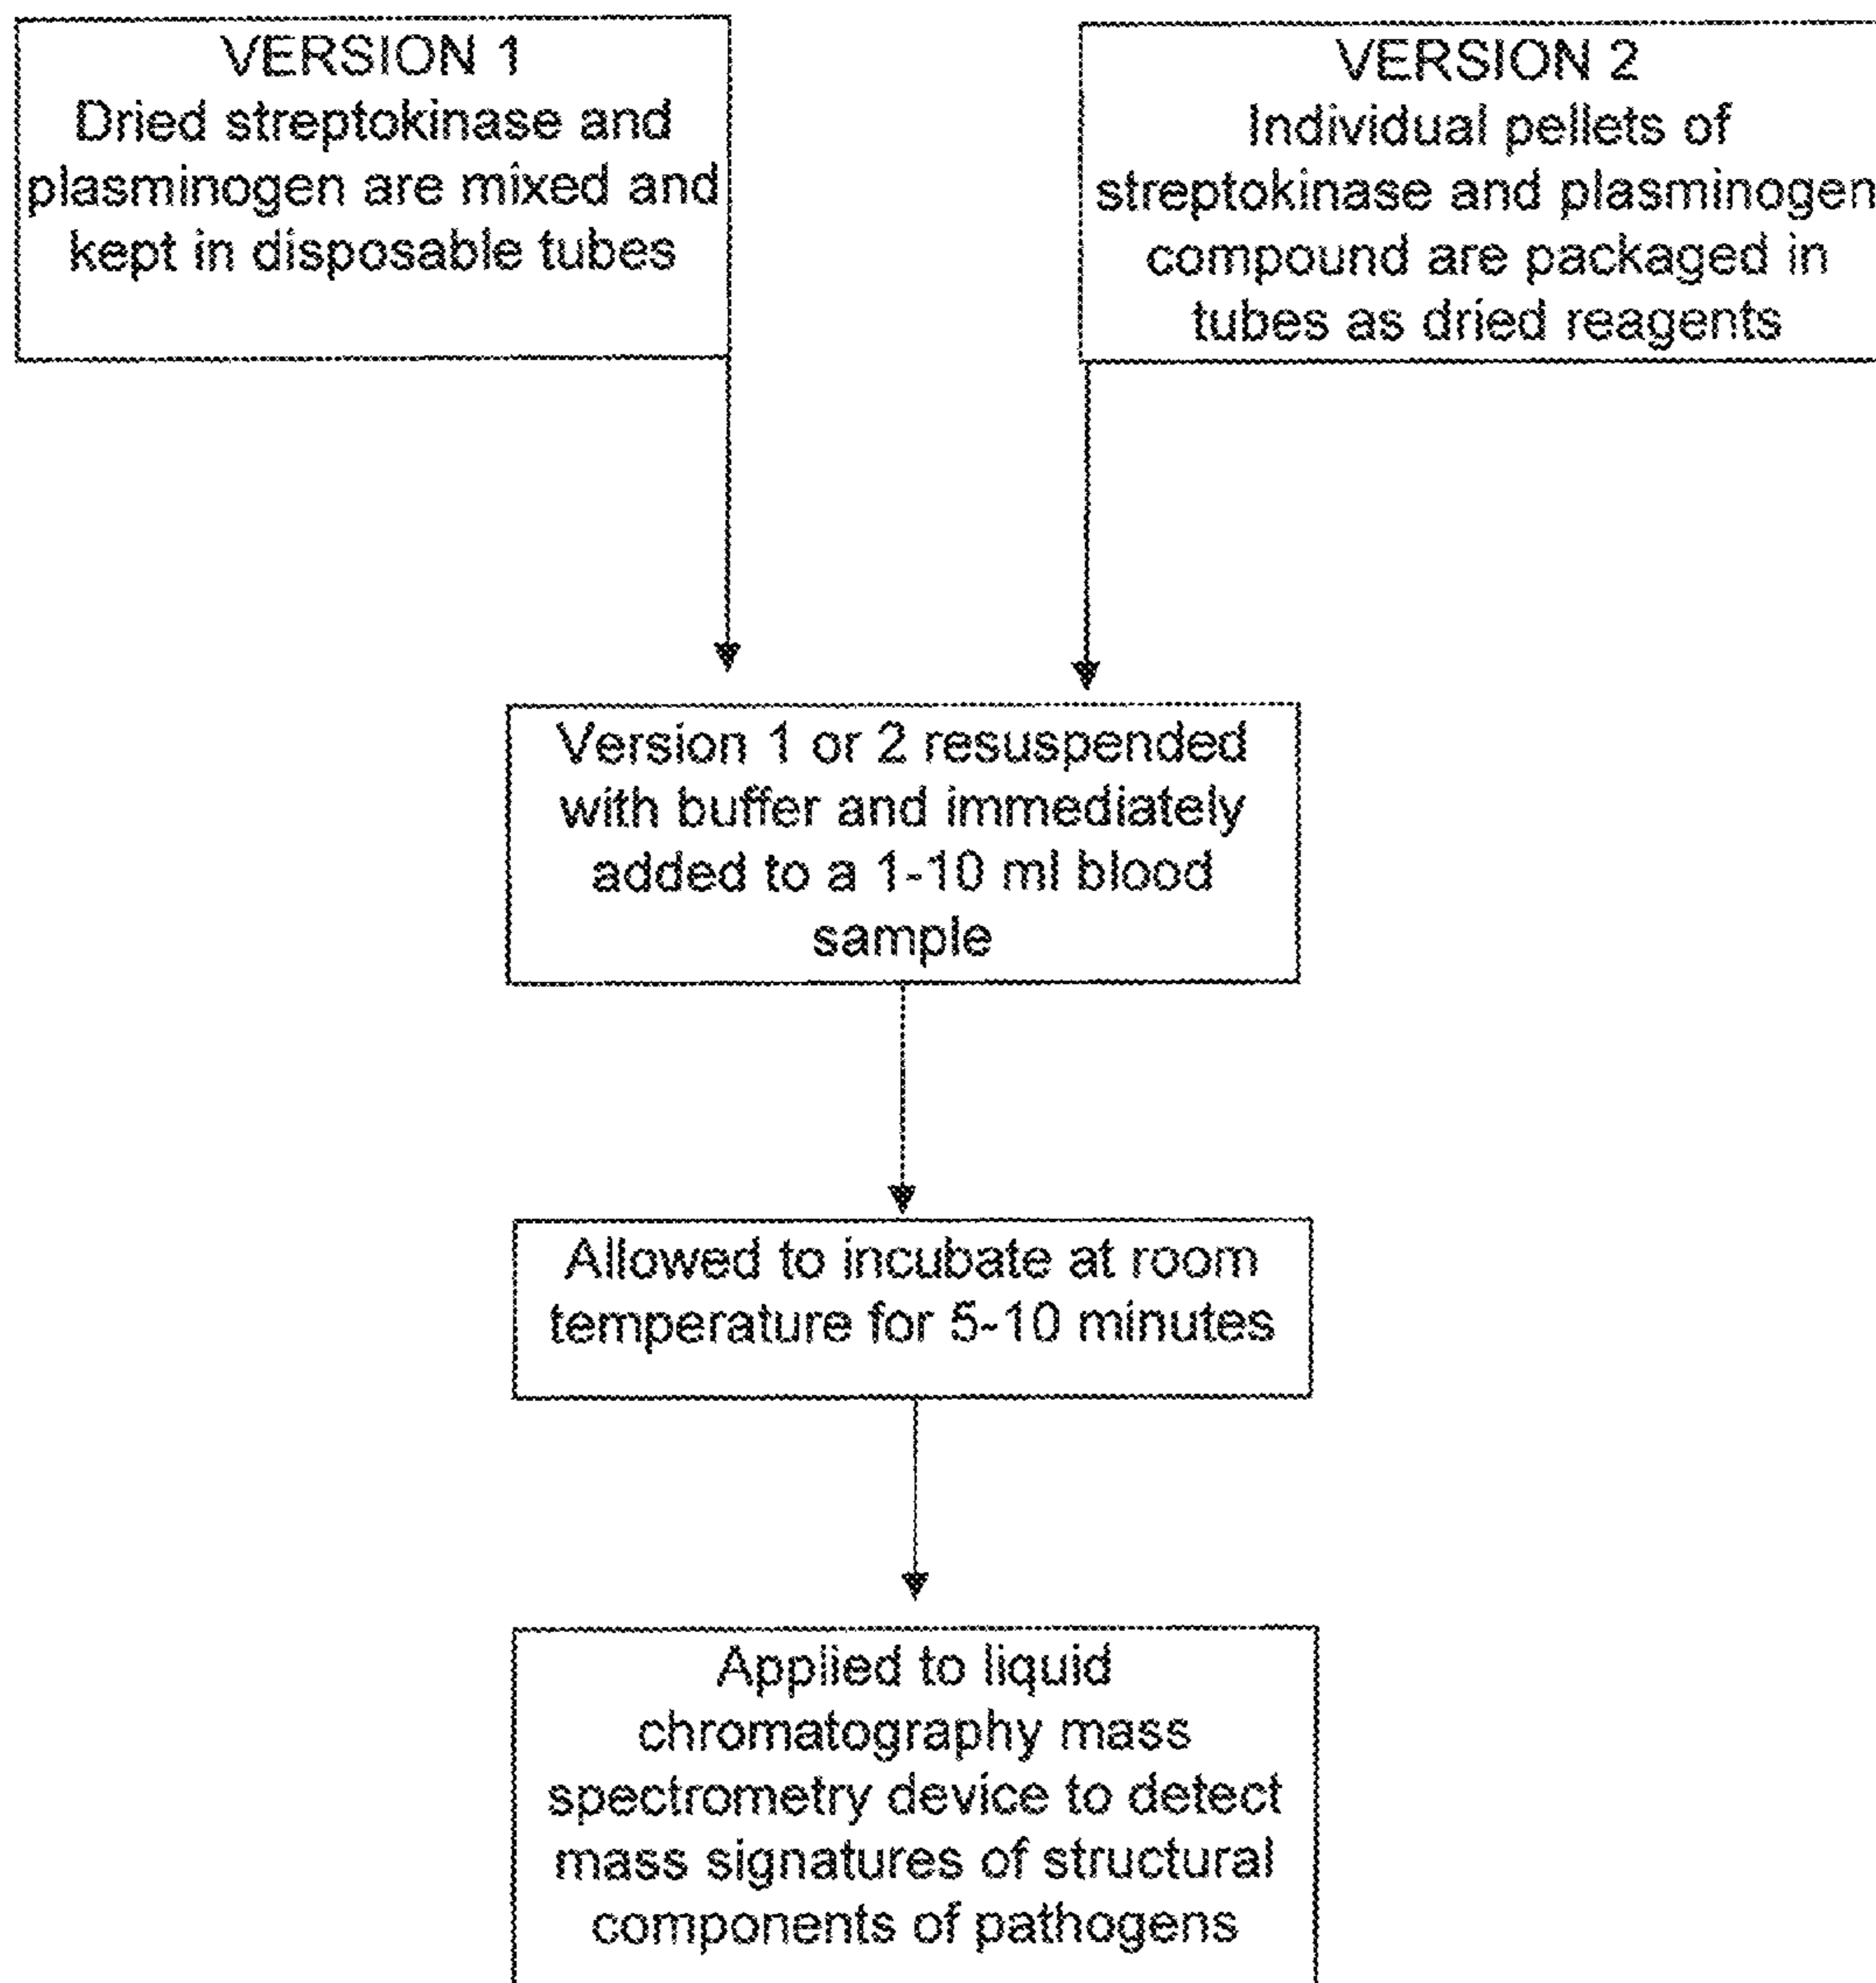 VERSION 1
Dried streptokinase and
plasminogen are mixed and
kept in disposable tubes
VERSION 2
Individual pellets of
streptokinase and plasminogen
compound are packaged in
tubes as dried reagents
Version 1 or 2 resuspended
with buffer and immediately
added to a 1-10 ml blood
sample
Allowed to incubate at room
temperature for 5-10 minutes
Applied to liquid
chromatography mass
spectrometry device to detect
mass signatures of structural
components of pathogens